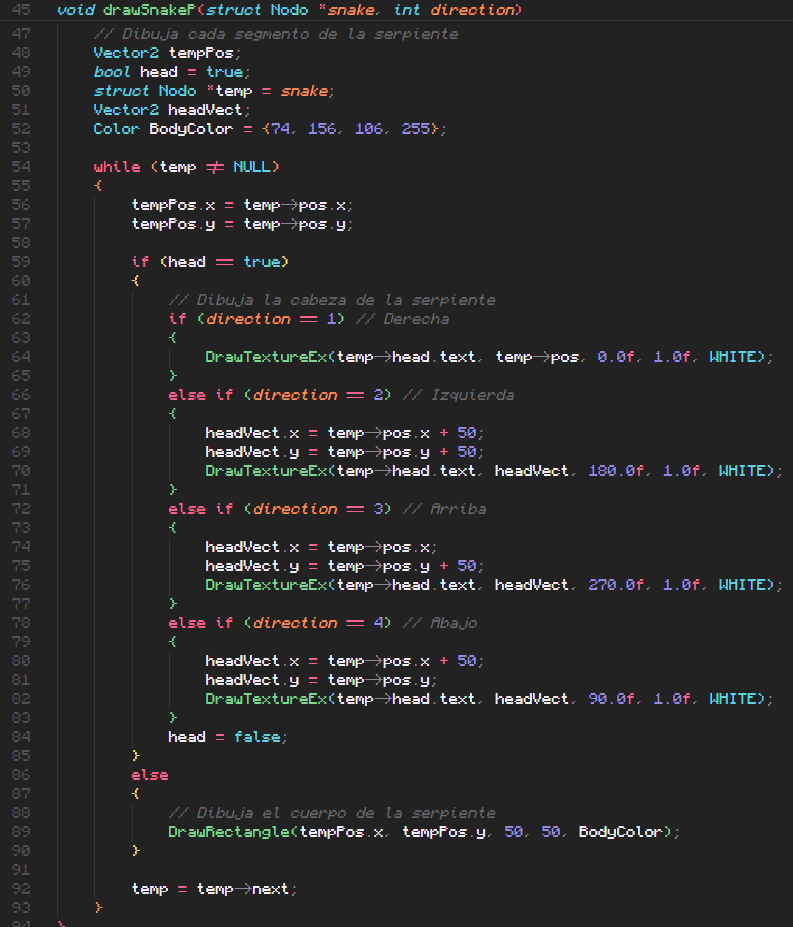 45 void drawSnakeP(struct Nodo *snake, int direction)
47 // Dibuja cada segmento de la serpiente
48 Vector2 tempPos;
49 bool head = true;
50 struct Nodo *temp = snake;
51 Vector2 headVect;
52 Color BodyColor = {74, 156, 106, 255};
53
54 while (temp != NULL)
55 {
56 tempPos.x = temp->pos.x;
57 tempPos.y = temp->pos.y;
58
59 if (head == true)
60 {
61 // Dibuja la cabeza de la serpiente
62 if (direction == 1) // Derecha
63 {
64 DrawTextureEx(temp->head.text, temp->pos, 0.0f, 1.0f, WHITE);
65 }
66 else if (direction == 2) // Izquierda
67 {
68 headVect.x = temp->pos.x + 50;
69 headVect.y = temp->pos.y + 50;
70 DrawTextureEx(temp->head.text, headVect, 180.0f, 1.0f, WHITE);
71 }
72 else if (direction == 3) // Arriba
73 {
74 headVect.x = temp->pos.x;
75 headVect.y = temp->pos.y + 50;
76 DrawTextureEx(temp->head.text, headVect, 270.0f, 1.0f, WHITE);
77 }
78 else if (direction == 4) // Abajo
79 {
80 headVect.x = temp->pos.x + 50;
81 headVect.y = temp->pos.y;
82 DrawTextureEx(temp->head.text, headVect, 90.0f, 1.0f, WHITE);
83 }
84 head = false;
85 }
86 else
87 {
88 // Dibuja el cuerpo de la serpiente
89 DrawRectangle(tempPos.x, tempPos.y, 50, 50, BodyColor);
90 }
91
92 temp = temp->next;
93 }
94 }